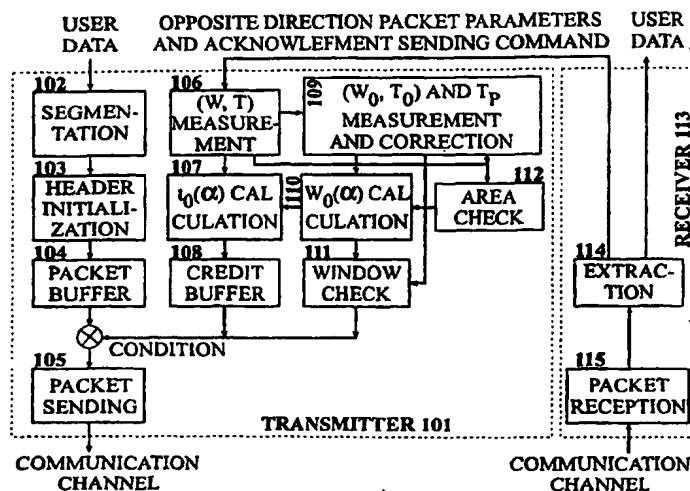 USER
DATA
OPPOSITE DIRECTION PACKET PARAMETERS
AND ACKNOWLEFMENT SENDING COMMAND
USER
DATA
102
SEGMEN-
TATION
103
HEADER
INITIALI-
ZATION
104
PACKET
BUFFER
CONDITION
105
PACKET
SENDING
COMMUNICATION
CHANNEL
106
(W, T)
MEASURE-
MENT
107
ι₀(α) CAL
CULATION
108
CREDIT
BUFFER
109
(W₀, T₀) AND Tₚ
MEASUREMENT
AND CORRECTION
110
W₀(α) CAL
CULATION
111
WINDOW
CHECK
112
AREA
CHECK
TRANSMITTER 101
RECEIVER 113
114
EXTRAC-
TION
115
PACKET
RECEPTION
COMMUNICATION
CHANNEL